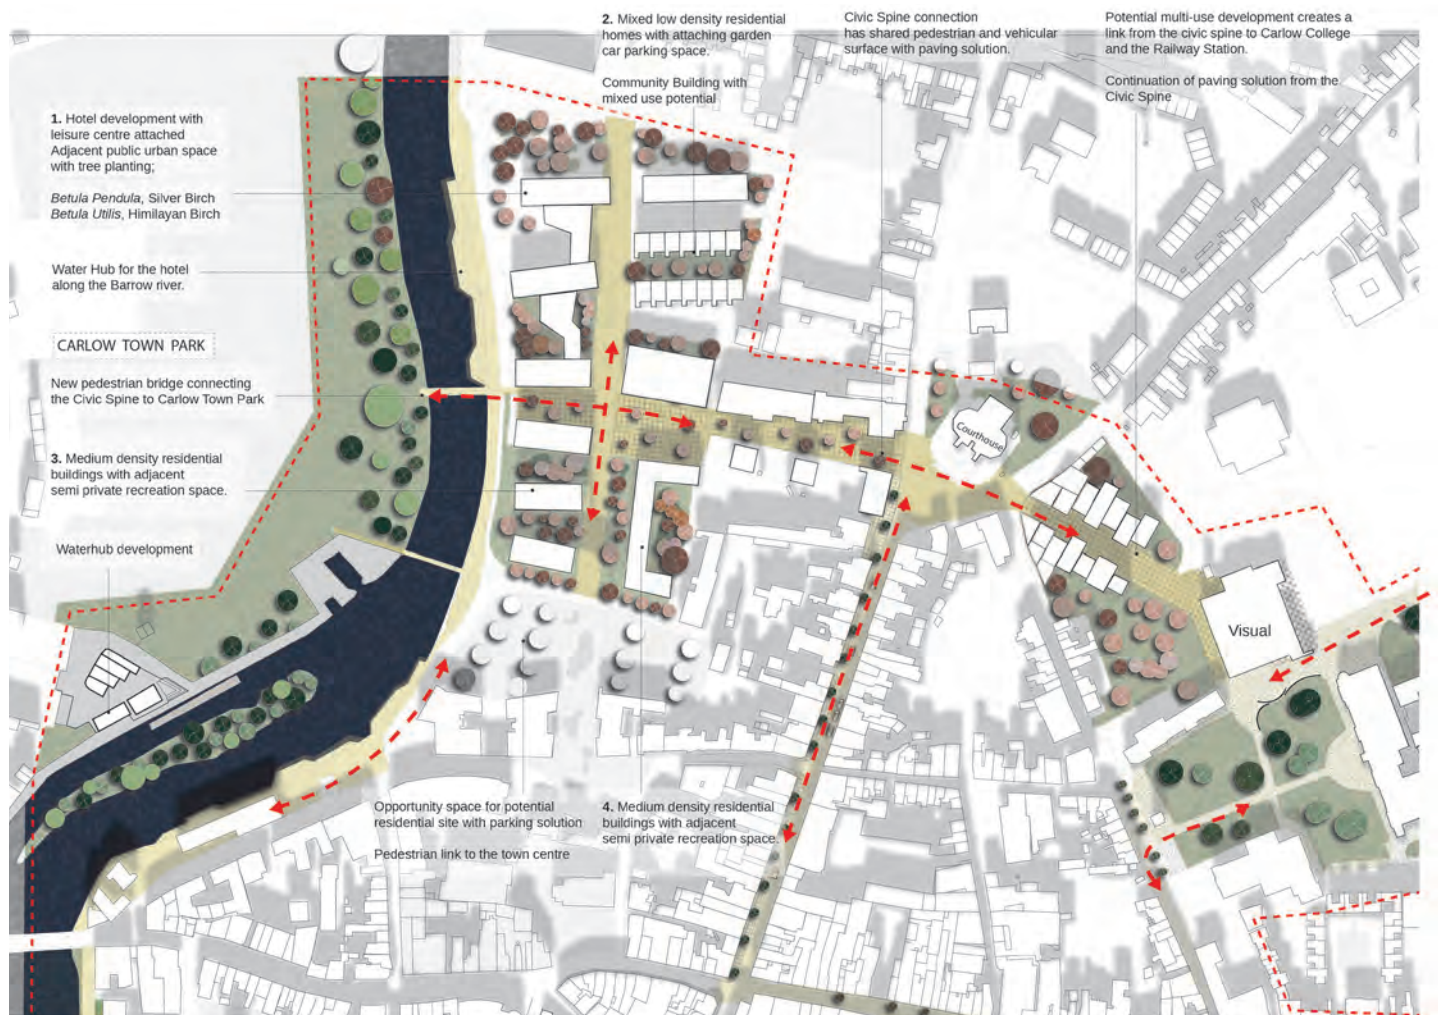 2. Mixed low density residential
homes with attaching garden
car parking space.
Community Building with
mixed use potential
Civic Spine connection
has shared pedestrian and vehicular
surface with paving solution.
Potential multi-use development creates a
link from the civic spine to Carlow College
and the Railway Station.
Continuation of paving solution from the
Civic Spine
1. Hotel development with
leisure centre attached
Adjacent public urban space
with tree planting;
Betula Pendula, Silver Birch
Betula Utilis, Himilayan Birch
Water Hub for the hotel
along the Barrow river.
CARLOW TOWN PARK
New pedestrian bridge connecting
the Civic Spine to Carlow Town Park
3. Medium density residential
buildings with adjacent
semi private recreation space.
Waterhub development
Courthouse
Visual
Opportunity space for potential
residential site with parking solution
Pedestrian link to the town centre
4. Medium density residential
buildings with adjacent
semi private recreation space.